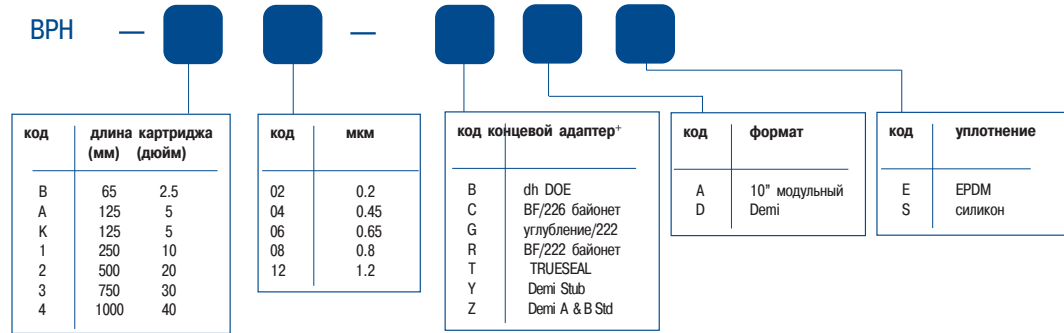 BPH — —
код длина картриджа
(мм) (дюйм)
B 65 2.5
A 125 5
K 125 5
1 250 10
2 500 20
3 750 30
4 1000 40
код мкм
02 0.2
04 0.45
06 0.65
08 0.8
12 1.2
код концевой адаптер+
B dh DOE
C BF/226 байонет
G углубление/222
R BF/222 байонет
T TRUESEAL
Y Demi Stub
Z Demi A & B Std
код формат
A 10” модульный
D Demi
код уплотнение
E EPDM
S силикон